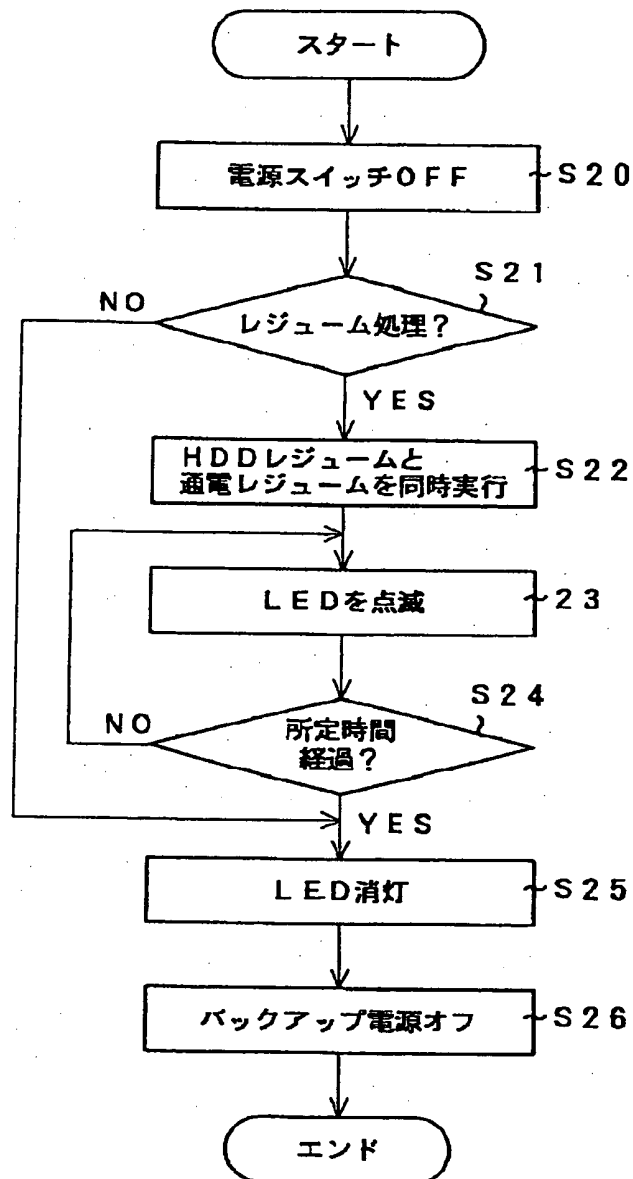 スタート
電源スイッチOFF
S20
S21
レジューム処理?
NO
YES
HDDレジュームと
通電レジュームを同時実行
S22
LEDを点滅
23
S24
所定時間
経過?
NO
YES
LED消灯
S25
バックアップ電源オフ
S26
エンド